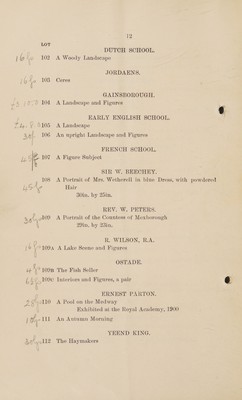 12
LOT
DUTCH SCHOOL.
102 A Woody Landscape
JORDAENS.
103 Ceres
GAINSBOROUGH.
104 A Landscape and Figures
EARLY ENGLISH SCHOOL.
105 A Landscape
30/- 106 An upright Landscape and Figures
FRENCH SCHOOL.
107 A Figure Subject
SIR W. BEECHEY.
108 A Portrait of Mrs. Wetherell in blue Dress, with powdered
Hair
45/-
30in. by 25in.
REV. W. PETERS.
109 A Portrait of the Countess of Mexborough
29in. by 33in.
R. WILSON, R.A.
109A A Lake Scene and Figures
OSTADE.
109B The Fish Seller
109C Interiors and Figures, a pair
ERNEST PARTON.
110 A Pool on the Medway
Exhibited at the Royal Academy, 1900
111 An Autumn Morning
YEEND KING.
112 The Haymakers